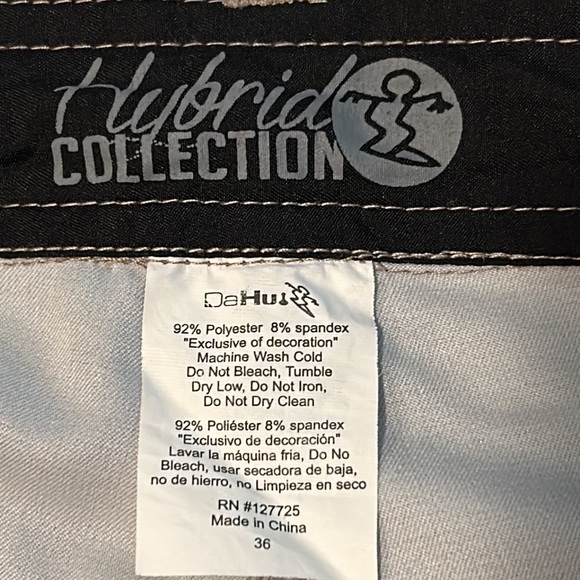 Hybrid
COLLECTION
DaHui
92% Polyester 8% spandex
"Exclusive of decoration"
Machine Wash Cold
Do Not Bleach, Tumble
Dry Low, Do Not Iron,
Do Not Dry Clean
92% Poliéster 8% spandex
"Exclusivo de decoración"
Lavar la máquina fria, Do No
Bleach, usar secadora de baja,
no de hierro, no Limpieza en seco
RN #127725
Made in China
36